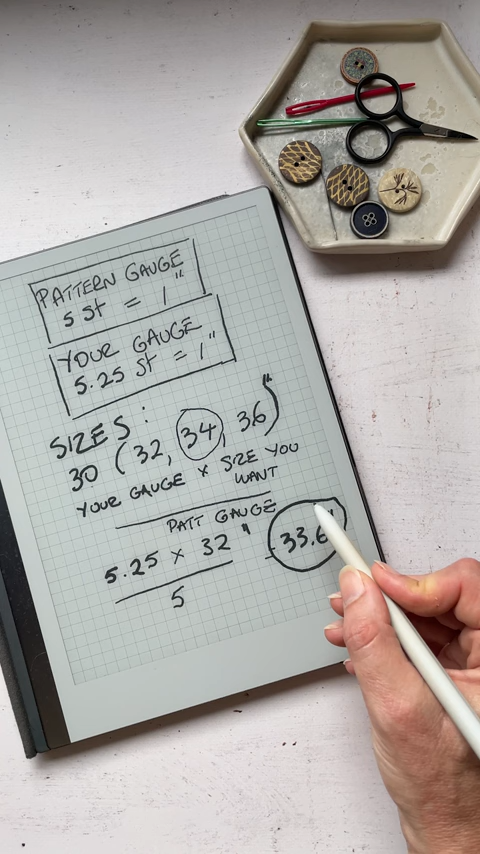 PATTERN GAUGE
5 St = 1"
YOUR GAUGE
5.25 St = 1"
SIZES:
30 (32, 34, 36)"
YOUR GAUGE x SIZE YOU WANT
PATT GAUGE
5.25 x 32" = 33.6"
5